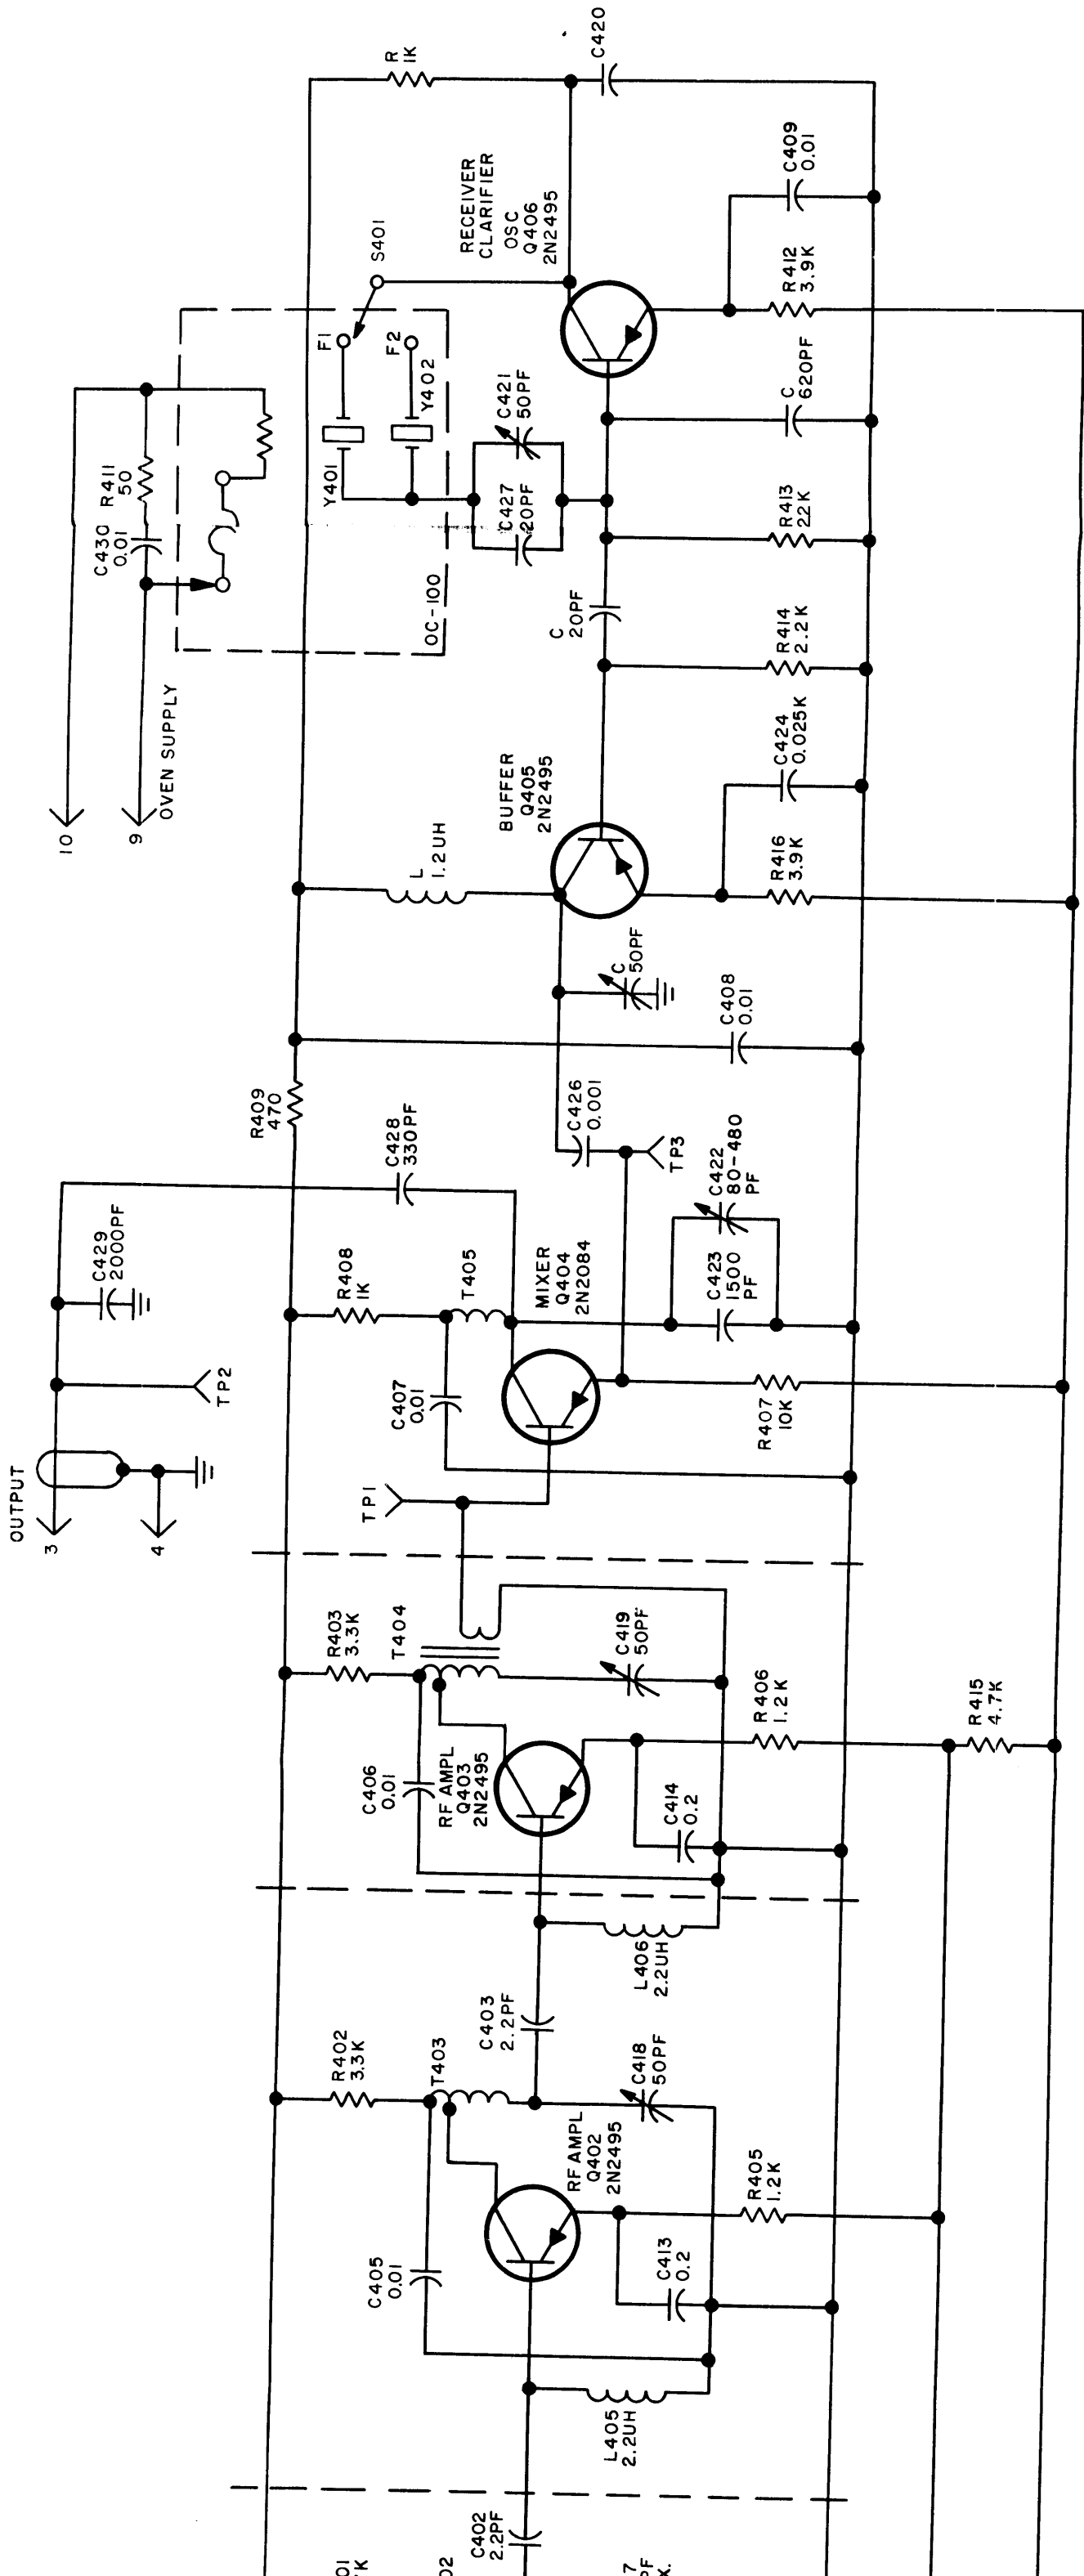 OUTPUT
3
4
TP2
C429
2000PF
10
9
OVEN SUPPLY
C430
0.01
R411
50
OC-100
Y401
F1
F2
Y402
S401
R
1K
C420
C402
2.2PF
L405
2.2UH
C405
0.01
R402
3.3K
T403
RF AMPL
Q402
2N2495
C413
0.2
R405
1.2K
C418
50PF
C403
2.2PF
L406
2.2UH
C406
0.01
RF AMPL
Q403
2N2495
R403
3.3K
T404
C414
0.2
R406
1.2K
C419
50PF
R415
4.7K
TP1
C407
0.01
R408
1K
T405
MIXER
Q404
2N2084
R407
10K
C423
1500
PF
C422
80-480
PF
C428
330PF
R409
470
C426
0.001
TP3
C408
0.01
C
50PF
L
1.2UH
BUFFER
Q405
2N2495
R416
3.9K
C424
0.025K
R414
2.2K
C
20PF
R413
22K
C427
20PF
C421
50PF
C
620PF
RECEIVER
CLARIFIER
OSC
Q406
2N2495
R412
3.9K
C409
0.01